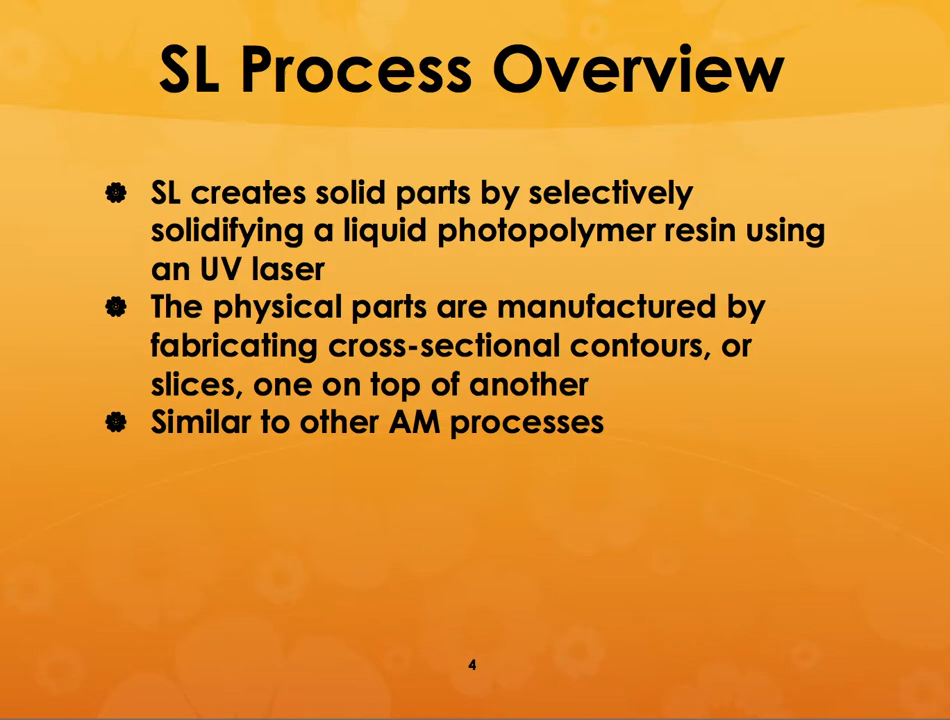 SL Process Overview
SL creates solid parts by selectively
solidifying a liquid photopolymer resin using
an UV laser
The physical parts are manufactured by
fabricating cross-sectional contours, or
slices, one on top of another
Similar to other AM processes
4